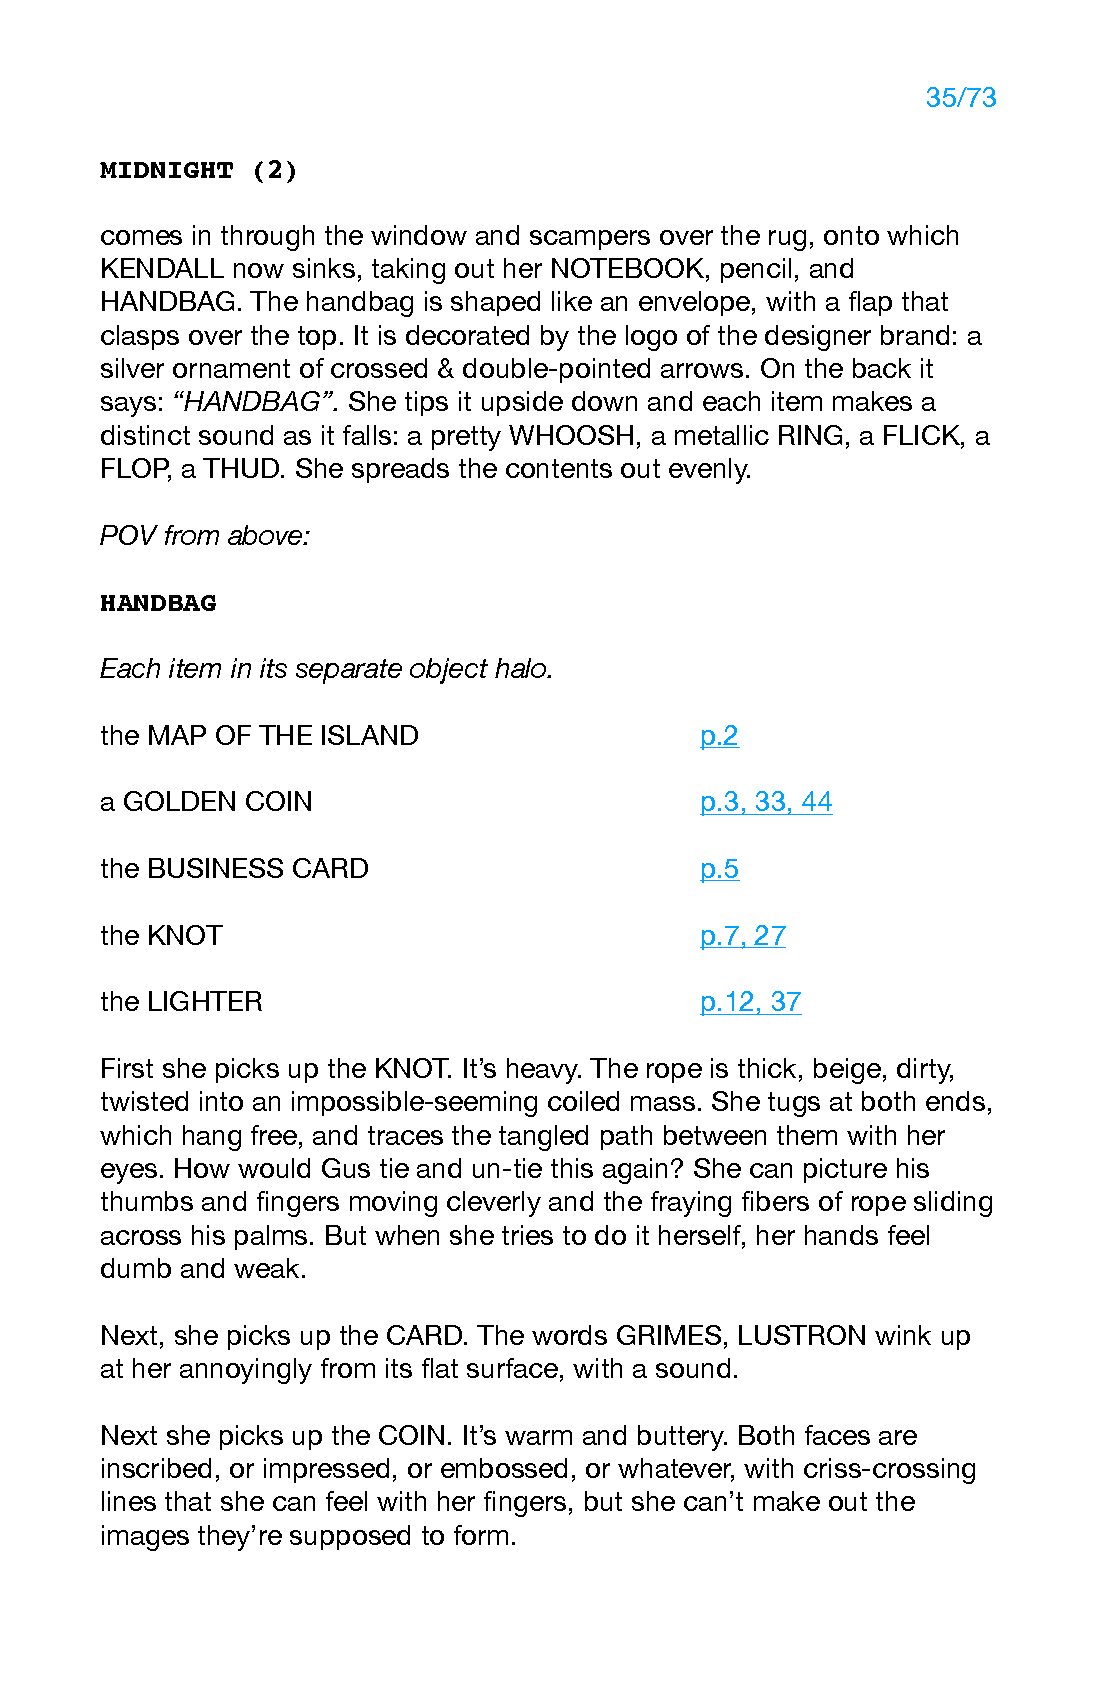 35/73
MIDNIGHT (2)
comes in through the window and scampers over the rug, onto which
KENDALL now sinks, taking out her NOTEBOOK, pencil, and
HANDBAG. The handbag is shaped like an envelope, with a flap that
clasps over the top. It is decorated by the logo of the designer brand: a
silver ornament of crossed & double-pointed arrows. On the back it
says: “HANDBAG”. She tips it upside down and each item makes a
distinct sound as it falls: a pretty WHOOSH, a metallic RING, a FLICK, a
FLOP, a THUD. She spreads the contents out evenly.
POV from above:
HANDBAG
Each item in its separate object halo.
the MAP OF THE ISLAND p.2
a GOLDEN COIN p.3, 33, 44
the BUSINESS CARD p.5
the KNOT p.7, 27
the LIGHTER p.12, 37
First she picks up the KNOT. It’s heavy. The rope is thick, beige, dirty,
twisted into an impossible-seeming coiled mass. She tugs at both ends,
which hang free, and traces the tangled path between them with her
eyes. How would Gus tie and un-tie this again? She can picture his
thumbs and fingers moving cleverly and the fraying fibers of rope sliding
across his palms. But when she tries to do it herself, her hands feel
dumb and weak.
Next, she picks up the CARD. The words GRIMES, LUSTRON wink up
at her annoyingly from its flat surface, with a sound.
Next she picks up the COIN. It’s warm and buttery. Both faces are
inscribed, or impressed, or embossed, or whatever, with criss-crossing
lines that she can feel with her fingers, but she can’t make out the
images they’re supposed to form.